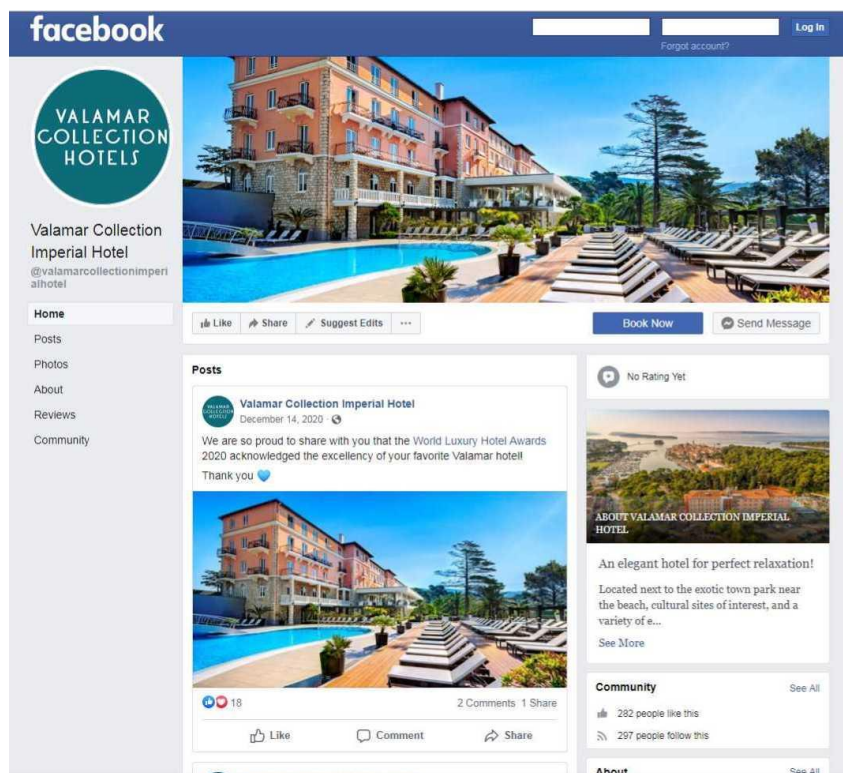 facebook
Log In
Forgot account?
VALAMAR
COLLECTION
HOTELS
Valamar Collection
Imperial Hotel
@valamarcollectionimperi
alhotel
Home
Posts
Photos
About
Reviews
Community
Like
Share
Suggest Edits
Book Now
Send Message
Posts
VALAMAR
COLLECTION
HOTELS
Valamar Collection Imperial Hotel
December 14, 2020 ·
We are so proud to share with you that the World Luxury Hotel Awards
2020 acknowledged the excellency of your favorite Valamar hotel!
Thank you
18
2 Comments 1 Share
Like
Comment
Share
No Rating Yet
ABOUT VALAMAR COLLECTION IMPERIAL
HOTEL
An elegant hotel for perfect relaxation!
Located next to the exotic town park near
the beach, cultural sites of interest, and a
variety of e...
See More
Community
See All
282 people like this
297 people follow this
About
See All